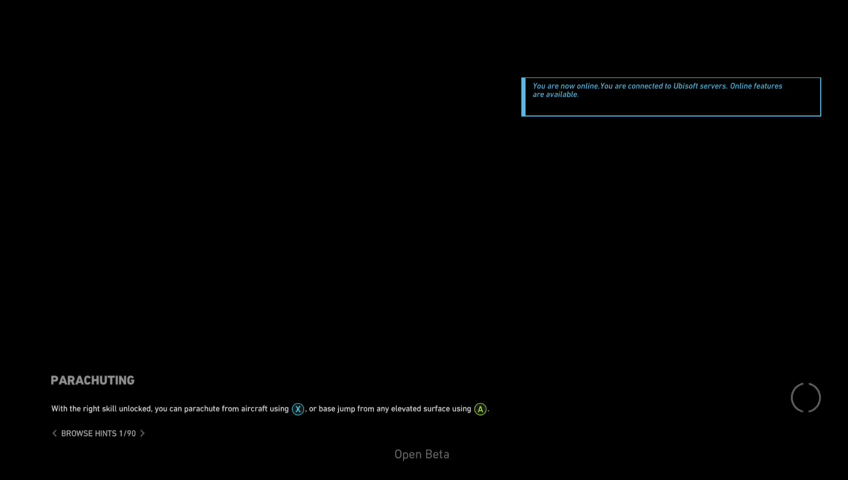 You are now online.You are connected to Ubisoft servers. Online features
are available.
PARACHUTING
With the right skill unlocked, you can parachute from aircraft using X, or base jump from any elevated surface using A.
< BROWSE HINTS 1/90 >
Open Beta